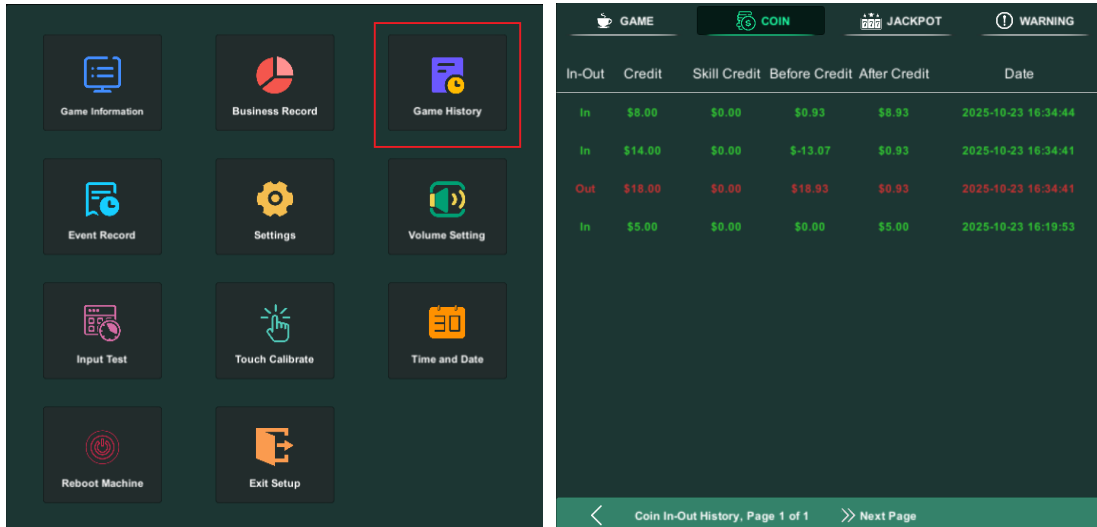 Game Information
Business Record
Game History
Event Record
Settings
Volume Setting
Input Test
Touch Calibrate
30
Time and Date
Reboot Machine
Exit Setup
GAME COIN 777 JACKPOT WARNING
In-Out Credit Skill Credit Before Credit After Credit Date
In $8.00 $0.00 $0.93 $8.93 2025-10-23 16:34:44
In $14.00 $0.00 $-13.07 $0.93 2025-10-23 16:34:41
Out $18.00 $0.00 $18.93 $0.93 2025-10-23 16:34:41
In $5.00 $0.00 $0.00 $5.00 2025-10-23 16:19:53
Coin In-Out History, Page 1 of 1 Next Page